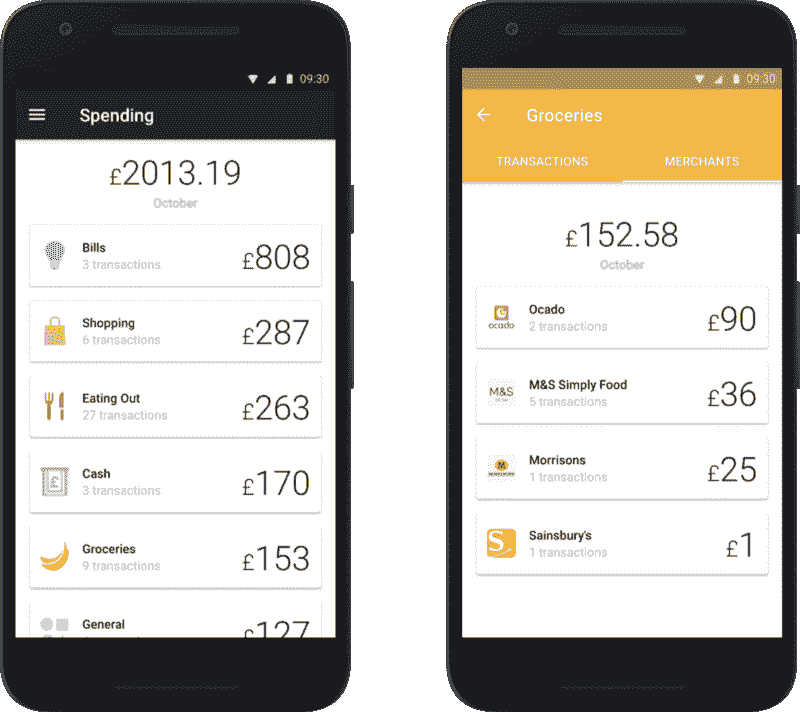 09:30
Spending
£2013.19
October
Bills
3 transactions
£808
Shopping
6 transactions
£287
Eating Out
27 transactions
£263
Cash
3 transactions
£170
£
Groceries
9 transactions
£153
General
£127
09:30
Groceries
TRANSACTIONS
MERCHANTS
£152.58
October
ocado
Ocado
2 transactions
£90
M&S
M&S Simply Food
5 transactions
£36
M
Morrisons
1 transactions
£25
S
Sainsbury's
1 transactions
£1